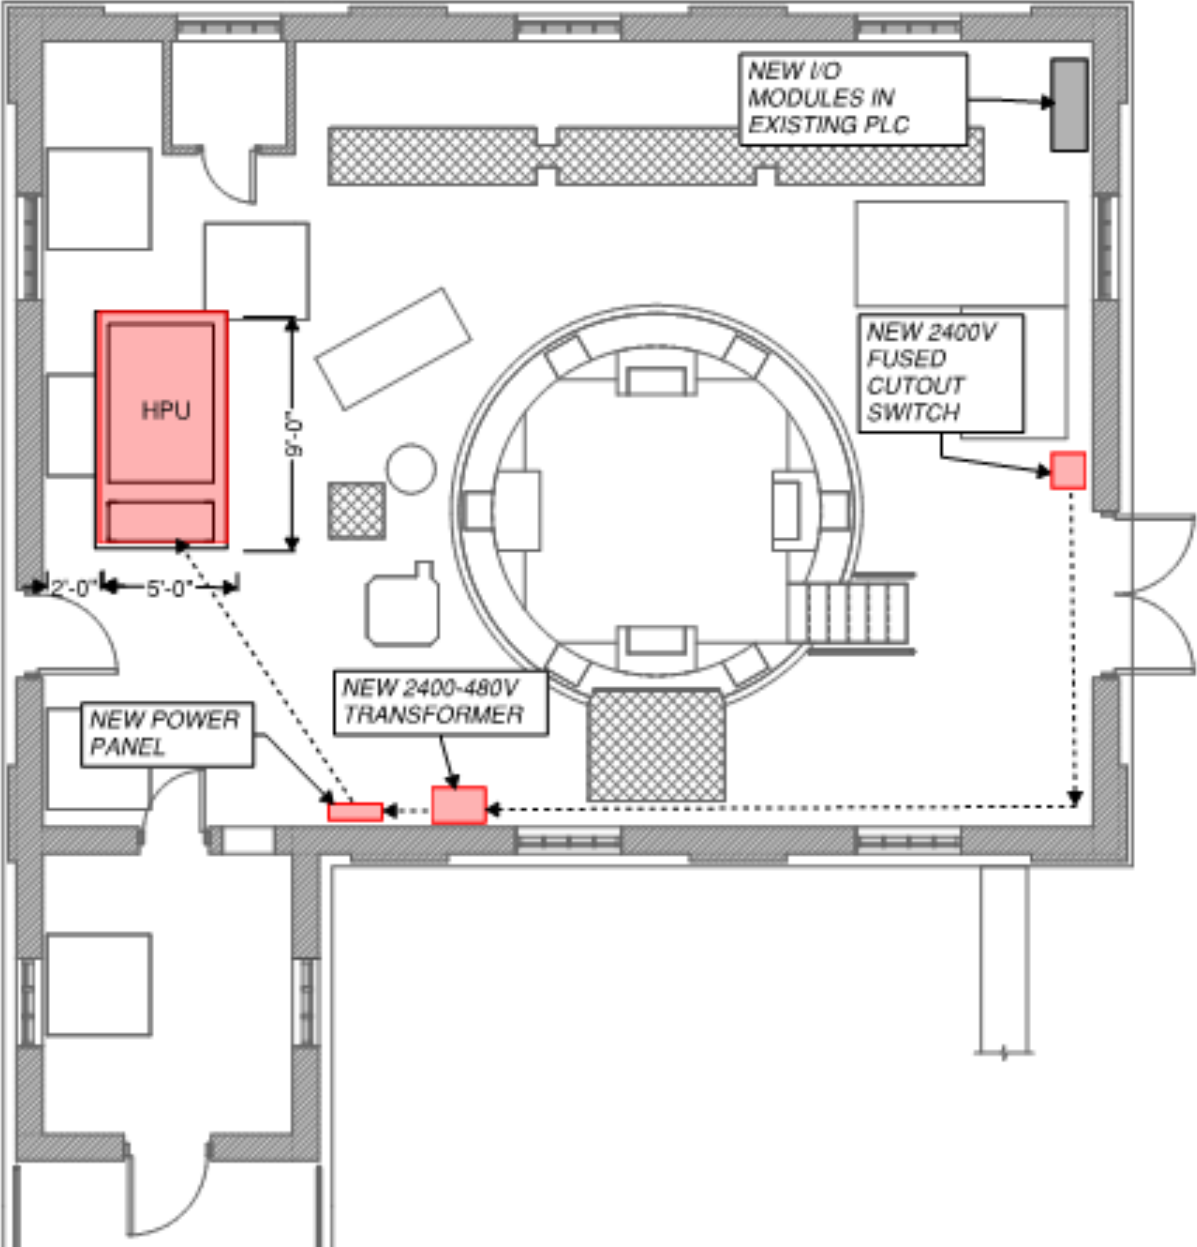 NEW I/O
MODULES IN
EXISTING PLC
NEW 2400V
FUSED
CUTOUT
SWITCH
HPU
9'-0"
2'-0"
5'-0"
NEW 2400-480V
TRANSFORMER
NEW POWER
PANEL